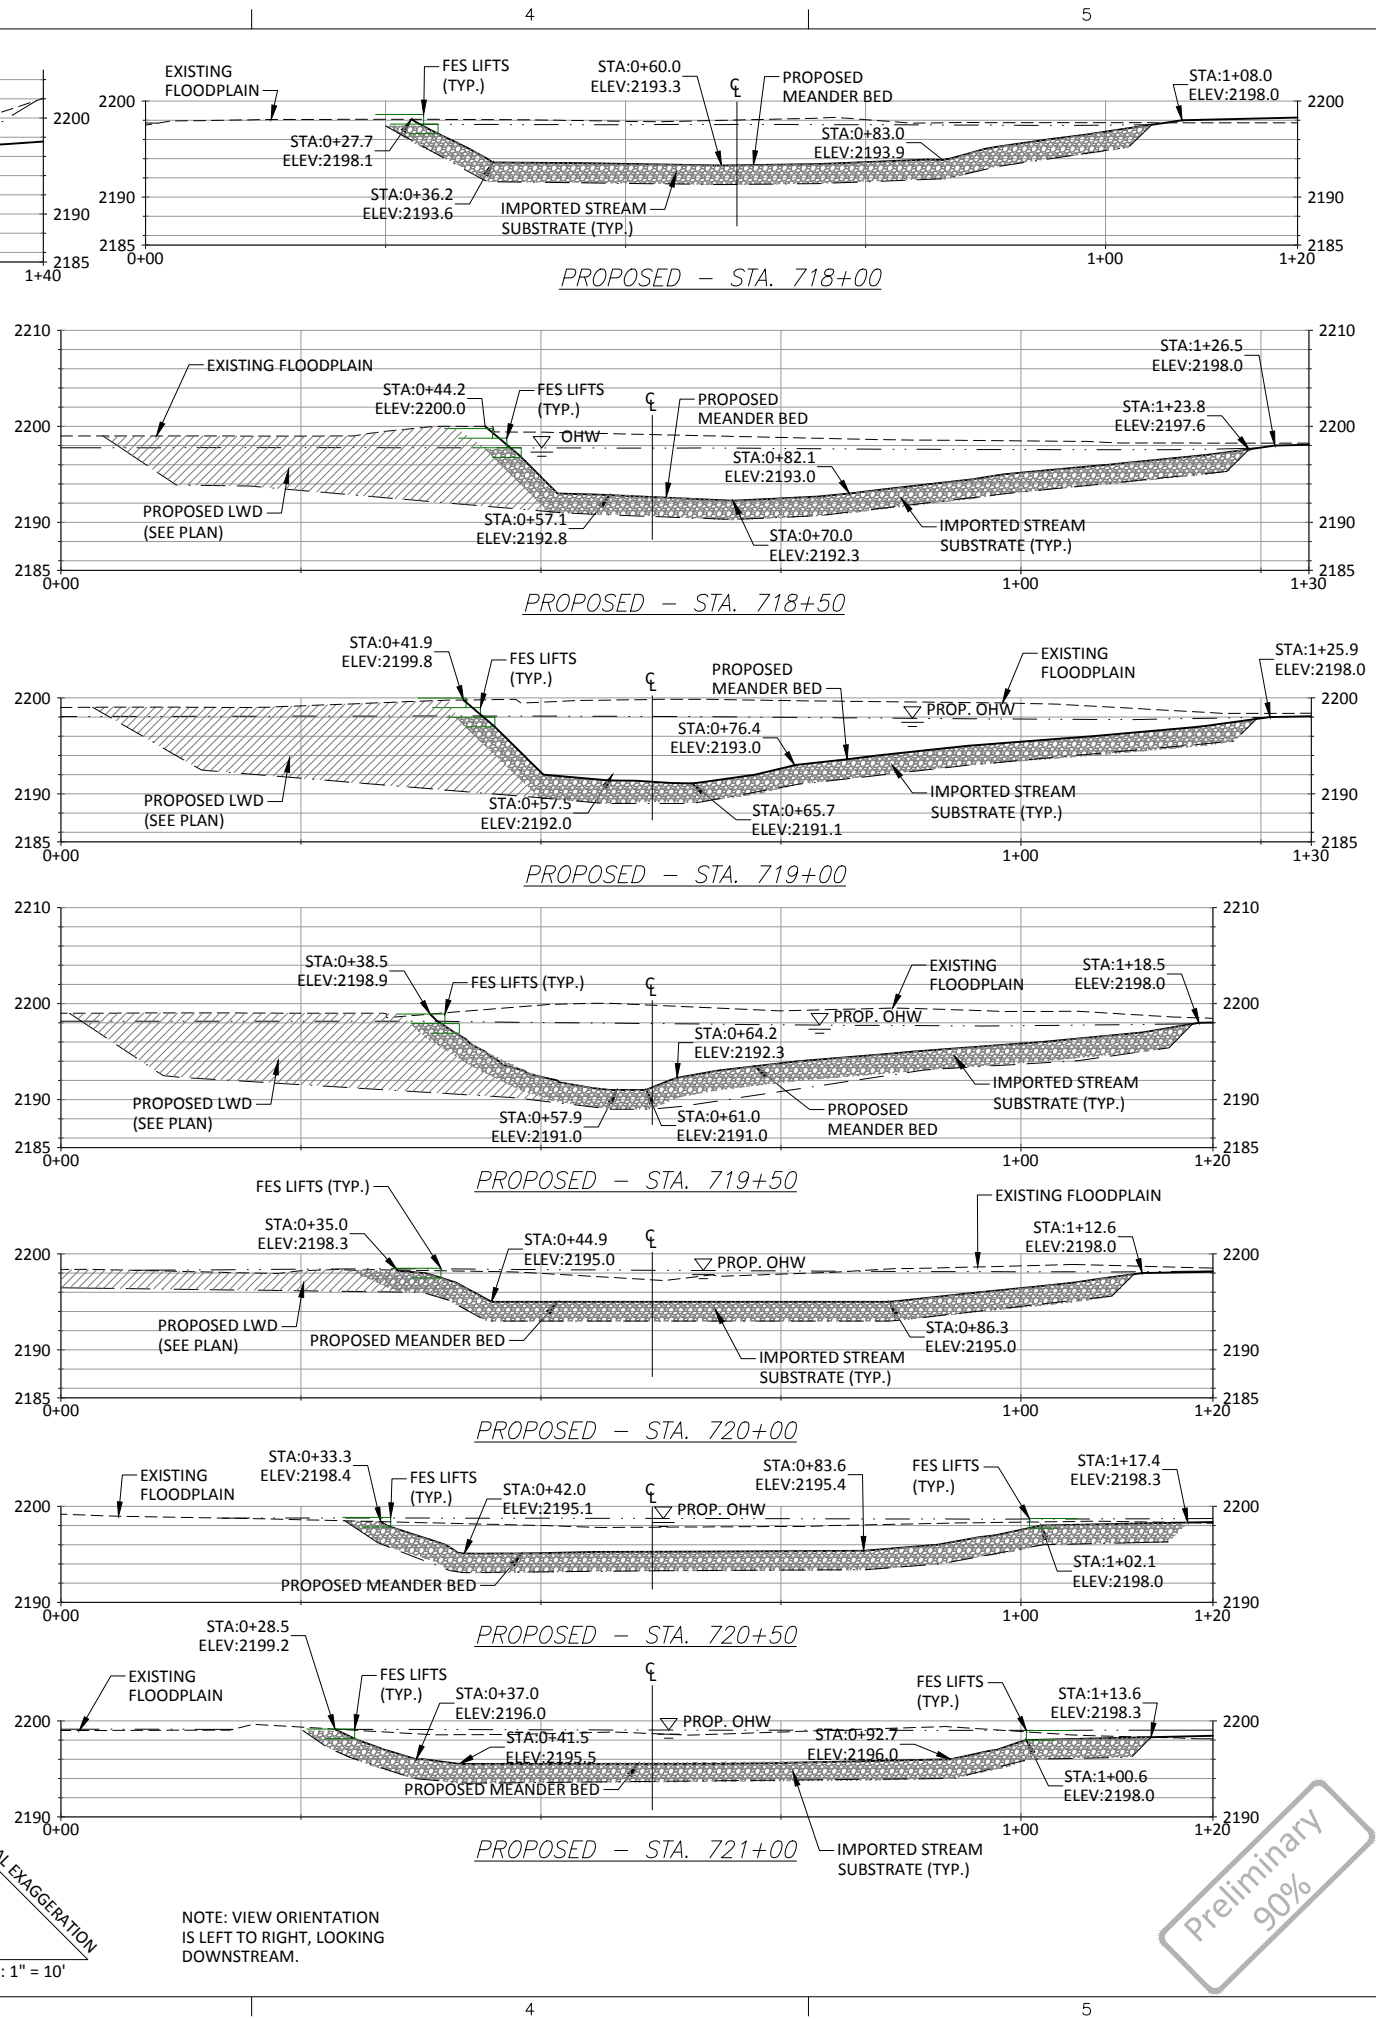 4
5
2200
2190
2185
1+40
EXISTING
FLOODPLAIN
FES LIFTS
(TYP.)
STA:0+60.0
ELEV:2193.3
℄
PROPOSED
MEANDER BED
STA:1+08.0
ELEV:2198.0
2200
2200
STA:0+27.7
ELEV:2198.1
STA:0+83.0
ELEV:2193.9
STA:0+36.2
ELEV:2193.6
IMPORTED STREAM
SUBSTRATE (TYP.)
2190
2190
2185
2185
0+00
1+00
1+20
PROPOSED – STA. 718+00
2210
2210
EXISTING FLOODPLAIN
STA:0+44.2
ELEV:2200.0
FES LIFTS
(TYP.)
OHW
℄
PROPOSED
MEANDER BED
STA:1+26.5
ELEV:2198.0
STA:1+23.8
ELEV:2197.6
2200
2200
STA:0+82.1
ELEV:2193.0
PROPOSED LWD
(SEE PLAN)
STA:0+57.1
ELEV:2192.8
STA:0+70.0
ELEV:2192.3
IMPORTED STREAM
SUBSTRATE (TYP.)
2190
2190
2185
2185
0+00
1+00
1+30
PROPOSED – STA. 718+50
STA:0+41.9
ELEV:2199.8
FES LIFTS
(TYP.)
℄
PROPOSED
MEANDER BED
EXISTING
FLOODPLAIN
STA:1+25.9
ELEV:2198.0
2200
2200
PROP. OHW
STA:0+76.4
ELEV:2193.0
PROPOSED LWD
(SEE PLAN)
STA:0+57.5
ELEV:2192.0
STA:0+65.7
ELEV:2191.1
IMPORTED STREAM
SUBSTRATE (TYP.)
2190
2190
2185
2185
0+00
1+00
1+30
PROPOSED – STA. 719+00
2210
2210
STA:0+38.5
ELEV:2198.9
FES LIFTS (TYP.)
℄
EXISTING
FLOODPLAIN
STA:1+18.5
ELEV:2198.0
2200
2200
PROP. OHW
STA:0+64.2
ELEV:2192.3
PROPOSED LWD
(SEE PLAN)
STA:0+57.9
ELEV:2191.0
STA:0+61.0
ELEV:2191.0
PROPOSED
MEANDER BED
IMPORTED STREAM
SUBSTRATE (TYP.)
2190
2190
2185
2185
0+00
1+00
1+20
PROPOSED – STA. 719+50
FES LIFTS (TYP.)
STA:0+35.0
ELEV:2198.3
STA:0+44.9
ELEV:2195.0
℄
PROP. OHW
EXISTING FLOODPLAIN
STA:1+12.6
ELEV:2198.0
2200
2200
PROPOSED LWD
(SEE PLAN)
PROPOSED MEANDER BED
IMPORTED STREAM
SUBSTRATE (TYP.)
STA:0+86.3
ELEV:2195.0
2190
2190
2185
2185
0+00
1+00
1+20
PROPOSED – STA. 720+00
EXISTING
FLOODPLAIN
STA:0+33.3
ELEV:2198.4
FES LIFTS
(TYP.)
STA:0+42.0
ELEV:2195.1
℄
PROP. OHW
STA:0+83.6
ELEV:2195.4
FES LIFTS
(TYP.)
STA:1+17.4
ELEV:2198.3
2200
2200
PROPOSED MEANDER BED
STA:1+02.1
ELEV:2198.0
2190
2190
0+00
1+00
1+20
PROPOSED – STA. 720+50
STA:0+28.5
ELEV:2199.2
EXISTING
FLOODPLAIN
FES LIFTS
(TYP.)
STA:0+37.0
ELEV:2196.0
℄
PROP. OHW
FES LIFTS
(TYP.)
STA:1+13.6
ELEV:2198.3
2200
2200
STA:0+41.5
ELEV:2195.5
STA:0+92.7
ELEV:2196.0
PROPOSED MEANDER BED
STA:1+00.6
ELEV:2198.0
2190
2190
0+00
1+00
1+20
PROPOSED – STA. 721+00
IMPORTED STREAM
SUBSTRATE (TYP.)
EXAGGERATION
: 1" = 10'
NOTE: VIEW ORIENTATION
IS LEFT TO RIGHT, LOOKING
DOWNSTREAM.
Preliminary
90%
4
5